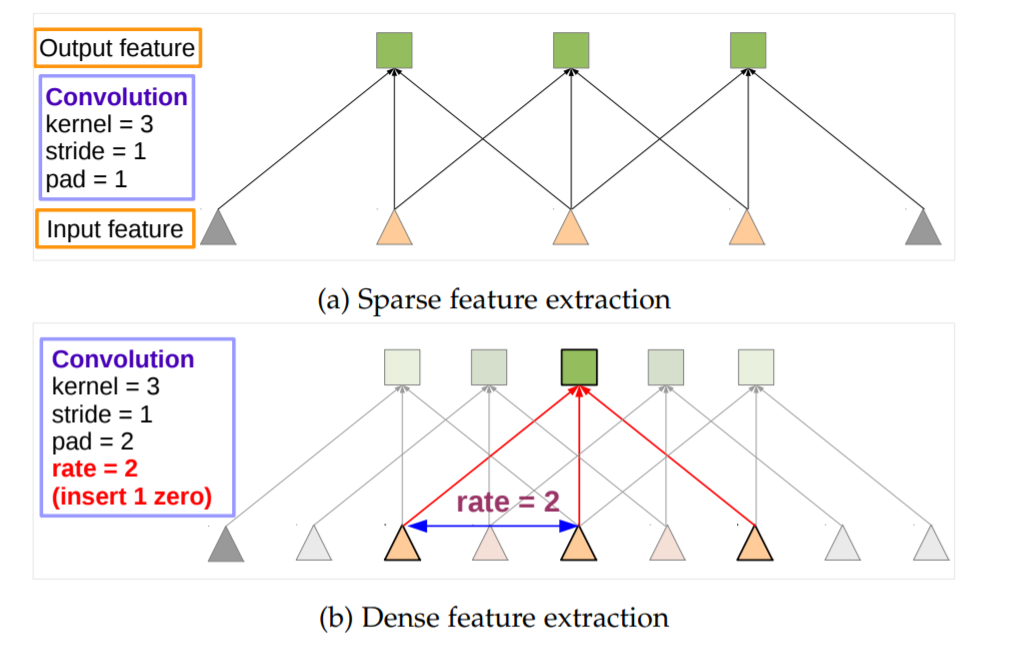 Output feature
Convolution
kernel = 3
stride = 1
pad = 1
Input feature
(a) Sparse feature extraction
Convolution
kernel = 3
stride = 1
pad = 2
rate = 2
(insert 1 zero)
rate = 2
(b) Dense feature extraction